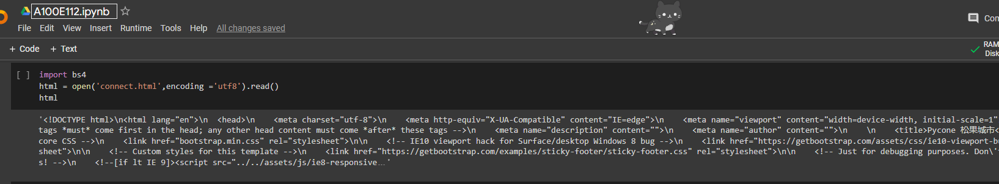 A100E112.ipynb
File Edit View Insert Runtime Tools Help All changes saved
+ Code + Text
RAM
Disk
[ ] import bs4
html = open('connect.html',encoding ='utf8').read()
html
'<!DOCTYPE html>\n<html lang="en">\n  <head>\n    <meta charset="utf-8">\n    <meta http-equiv="X-UA-Compatible" content="IE=edge">\n    <meta name="viewport" content="width=device-width, initial-scale=1"
tags *must* come first in the head; any other head content must come *after* these tags -->\n    <meta name="description" content="">\n    <meta name="author" content="">\n    \n    <title>Pycone 松果城市<
core CSS -->\n    <link href="bootstrap.min.css" rel="stylesheet">\n\n    <!-- IE10 viewport hack for Surface/desktop Windows 8 bug -->\n    <link href="https://getbootstrap.com/assets/css/ie10-viewport-bu
sheet">\n\n    <!-- Custom styles for this template -->\n    <link href="https://getbootstrap.com/examples/sticky-footer/sticky-footer.css" rel="stylesheet">\n\n    <!-- Just for debugging purposes. Don\'
s! -->\n    <!--[if lt IE 9]><script src="../../assets/js/ie8-responsive…'